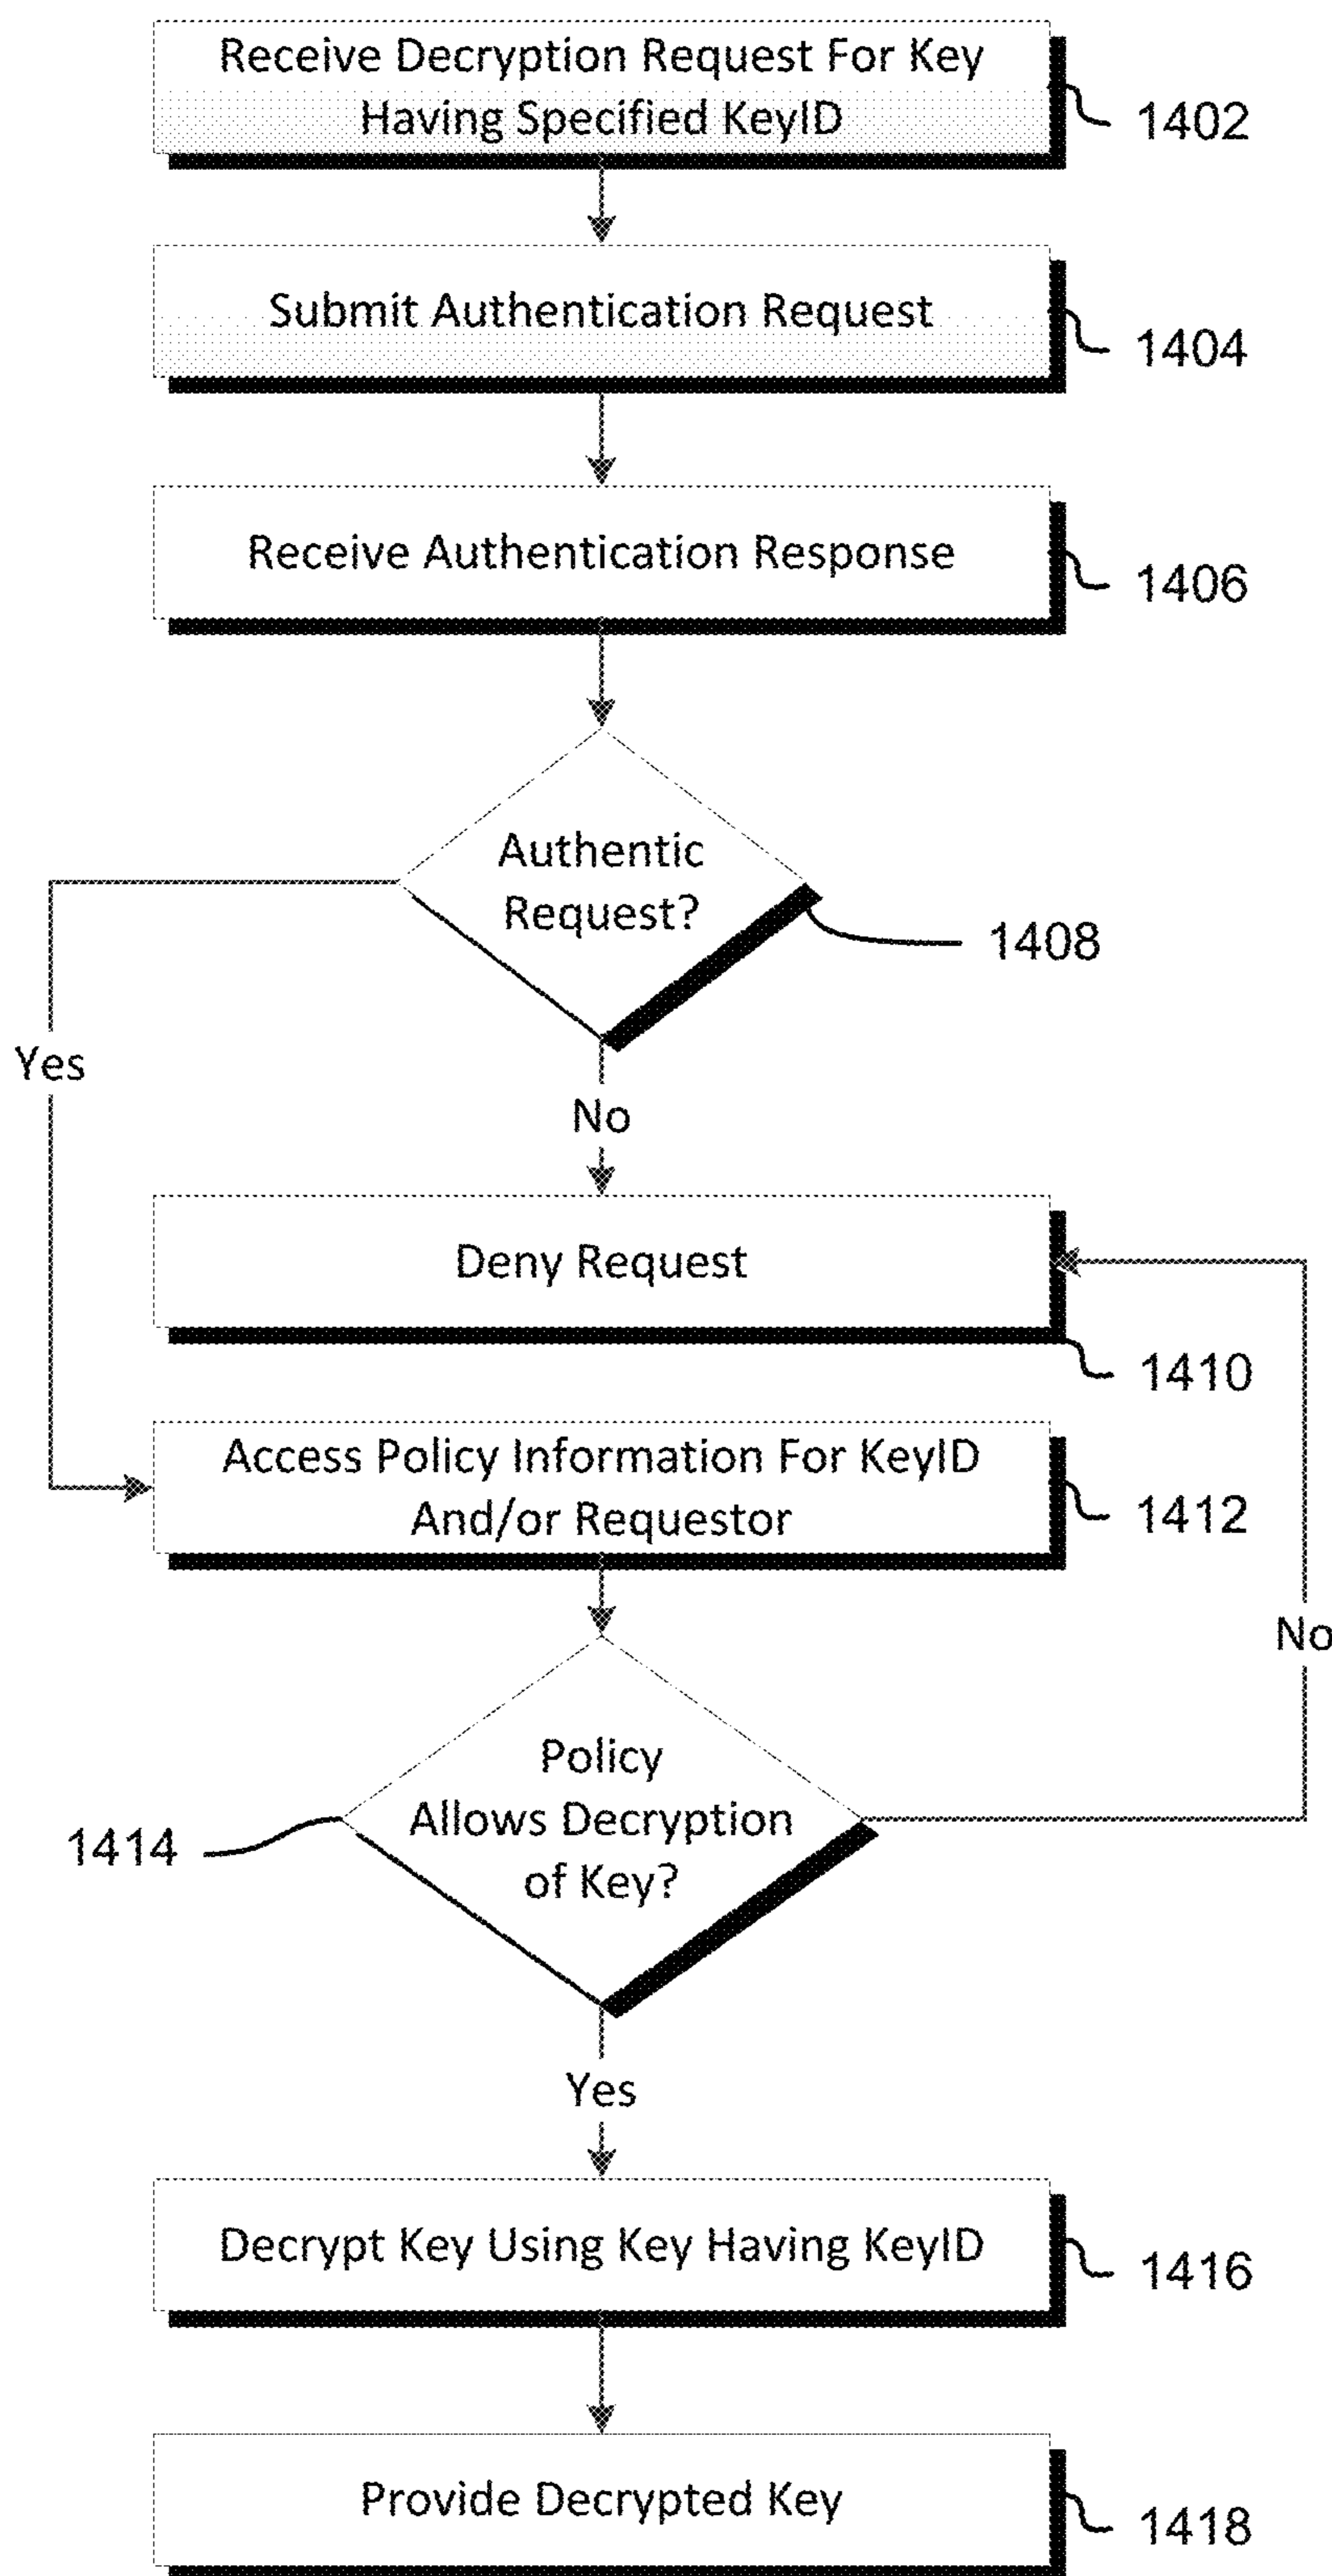 Receive Decryption Request For Key
Having Specified KeyID
1402
Submit Authentication Request
1404
Receive Authentication Response
1406
Authentic
Request?
1408
Yes
No
Deny Request
1410
Access Policy Information For KeyID
And/or Requestor
1412
No
Policy
Allows Decryption
of Key?
1414
Yes
Decrypt Key Using Key Having KeyID
1416
Provide Decrypted Key
1418